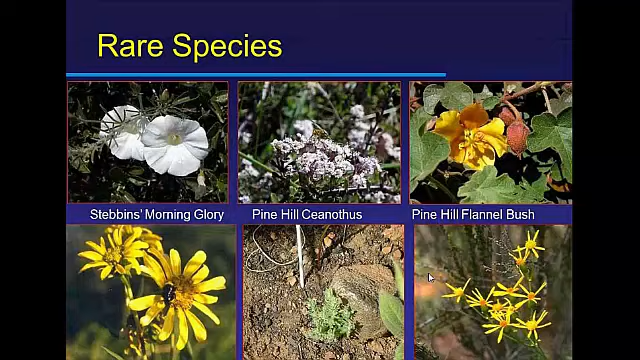 Rare Species
Stebbins' Morning Glory
Pine Hill Ceanothus
Pine Hill Flannel Bush